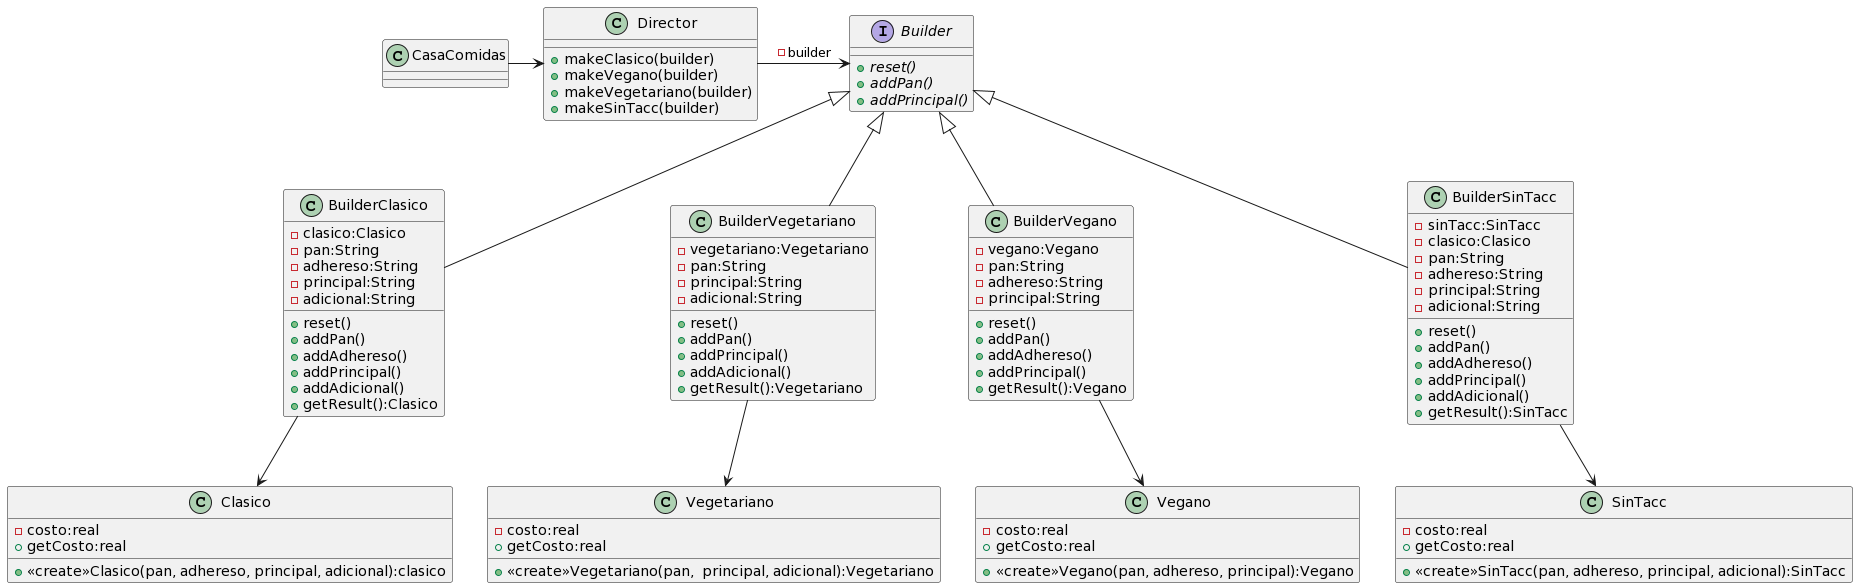 CasaComidas
Director
makeClasico(builder)
makeVegano(builder)
makeVegetariano(builder)
makeSinTacc(builder)
builder
Builder
reset()
addPan()
addPrincipal()
BuilderClasico
clasico:Clasico
pan:String
adhereso:String
principal:String
adicional:String
reset()
addPan()
addAdhereso()
addPrincipal()
addAdicional()
getResult():Clasico
BuilderVegetariano
vegetariano:Vegetariano
pan:String
principal:String
adicional:String
reset()
addPan()
addPrincipal()
addAdicional()
getResult():Vegetariano
BuilderVegano
vegano:Vegano
pan:String
adhereso:String
principal:String
reset()
addPan()
addAdhereso()
addPrincipal()
getResult():Vegano
BuilderSinTacc
sinTacc:SinTacc
clasico:Clasico
pan:String
adhereso:String
principal:String
adicional:String
reset()
addPan()
addAdhereso()
addPrincipal()
addAdicional()
getResult():SinTacc
Clasico
costo:real
getCosto:real
«create»Clasico(pan, adhereso, principal, adicional):clasico
Vegetariano
costo:real
getCosto:real
«create»Vegetariano(pan,  principal, adicional):Vegetariano
Vegano
costo:real
getCosto:real
«create»Vegano(pan, adhereso, principal):Vegano
SinTacc
costo:real
getCosto:real
«create»SinTacc(pan, adhereso, principal, adicional):SinTacc